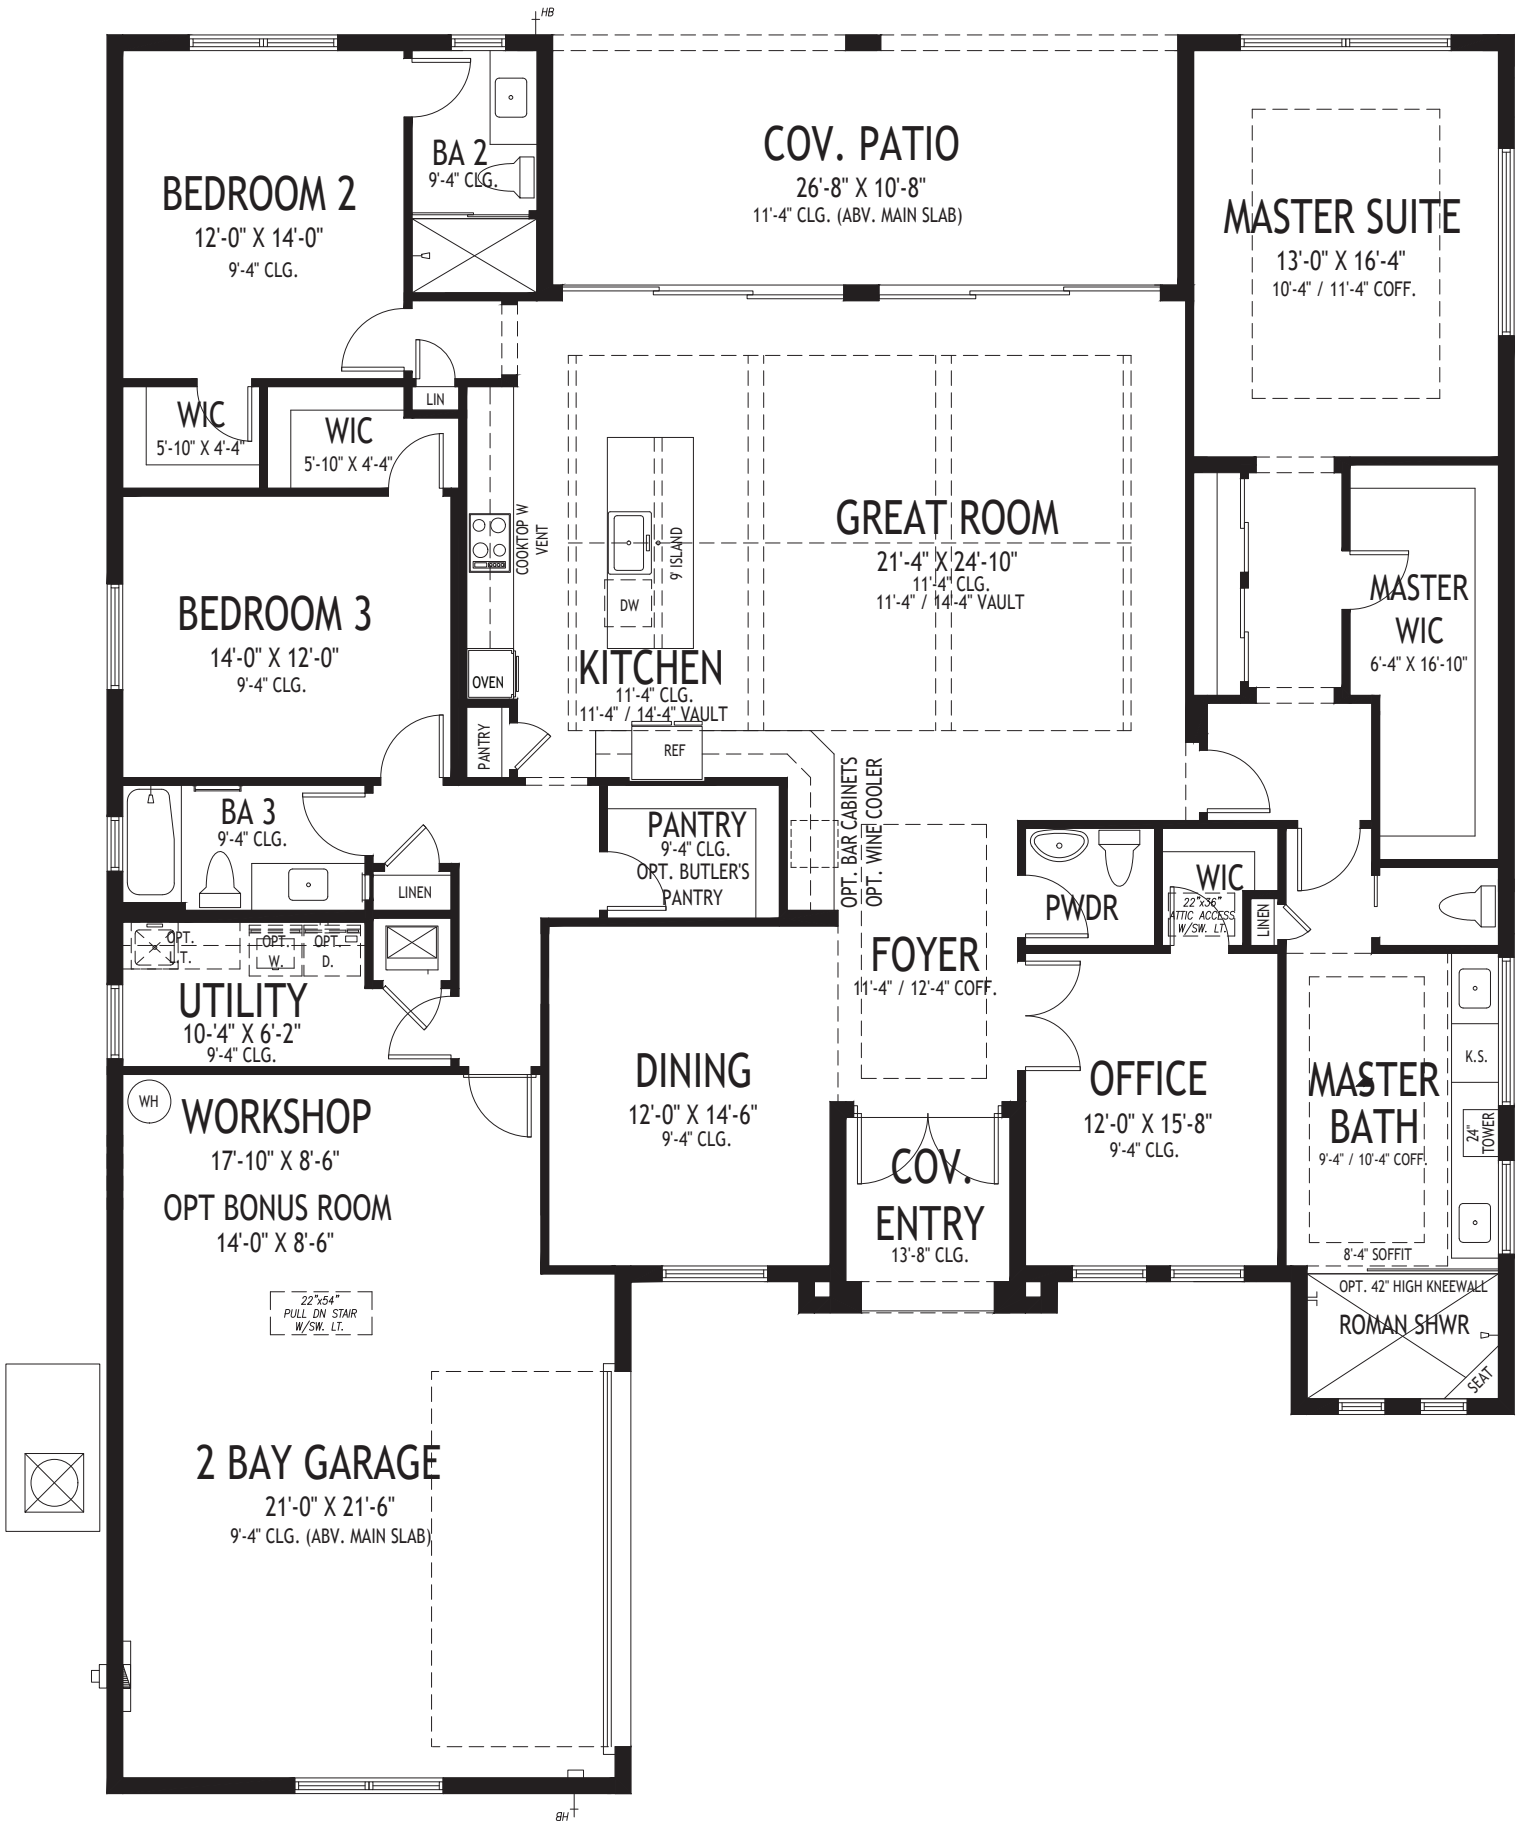 HB
BA 2
9'-4" CLG.
BEDROOM 2
12'-0" X 14'-0"
9'-4" CLG.
COV. PATIO
26'-8" X 10'-8"
11'-4" CLG. (ABV. MAIN SLAB)
MASTER SUITE
13'-0" X 16'-4"
10'-4" / 11'-4" COFF.
LIN
WIC
5'-10" X 4'-4"
WIC
5'-10" X 4'-4"
COOKTOP W
VENT
9' ISLAND
DW
GREAT ROOM
21'-4" X 24'-10"
11'-4" CLG.
11'-4" / 14'-4" VAULT
MASTER
WIC
6'-4" X 16'-10"
BEDROOM 3
14'-0" X 12'-0"
9'-4" CLG.
OVEN
KITCHEN
11'-4" CLG.
11'-4" / 14'-4" VAULT
PANTRY
REF
OPT. BAR CABINETS
OPT. WINE COOLER
BA 3
9'-4" CLG.
PANTRY
9'-4" CLG.
OPT. BUTLER'S
PANTRY
LINEN
PWDR
WIC
22"x36"
ATTIC ACCESS
W/SW. LT.
LINEN
OPT.
L.T.
OPT.
W.
OPT.
D.
UTILITY
10-'4" X 6'-2"
9'-4" CLG.
FOYER
11'-4" / 12'-4" COFF.
DINING
12'-0" X 14'-6"
9'-4" CLG.
OFFICE
12'-0" X 15'-8"
9'-4" CLG.
K.S.
24"
TOWER
MASTER
BATH
9'-4" / 10'-4" COFF.
8'-4" SOFFIT
WH
WORKSHOP
17'-10" X 8'-6"
OPT BONUS ROOM
14'-0" X 8'-6"
COV.
ENTRY
13'-8" CLG.
22"x54"
PULL DN STAIR
W/SW. LT.
OPT. 42" HIGH KNEEWALL
ROMAN SHWR
SEAT
2 BAY GARAGE
21'-0" X 21'-6"
9'-4" CLG. (ABV. MAIN SLAB)
HB